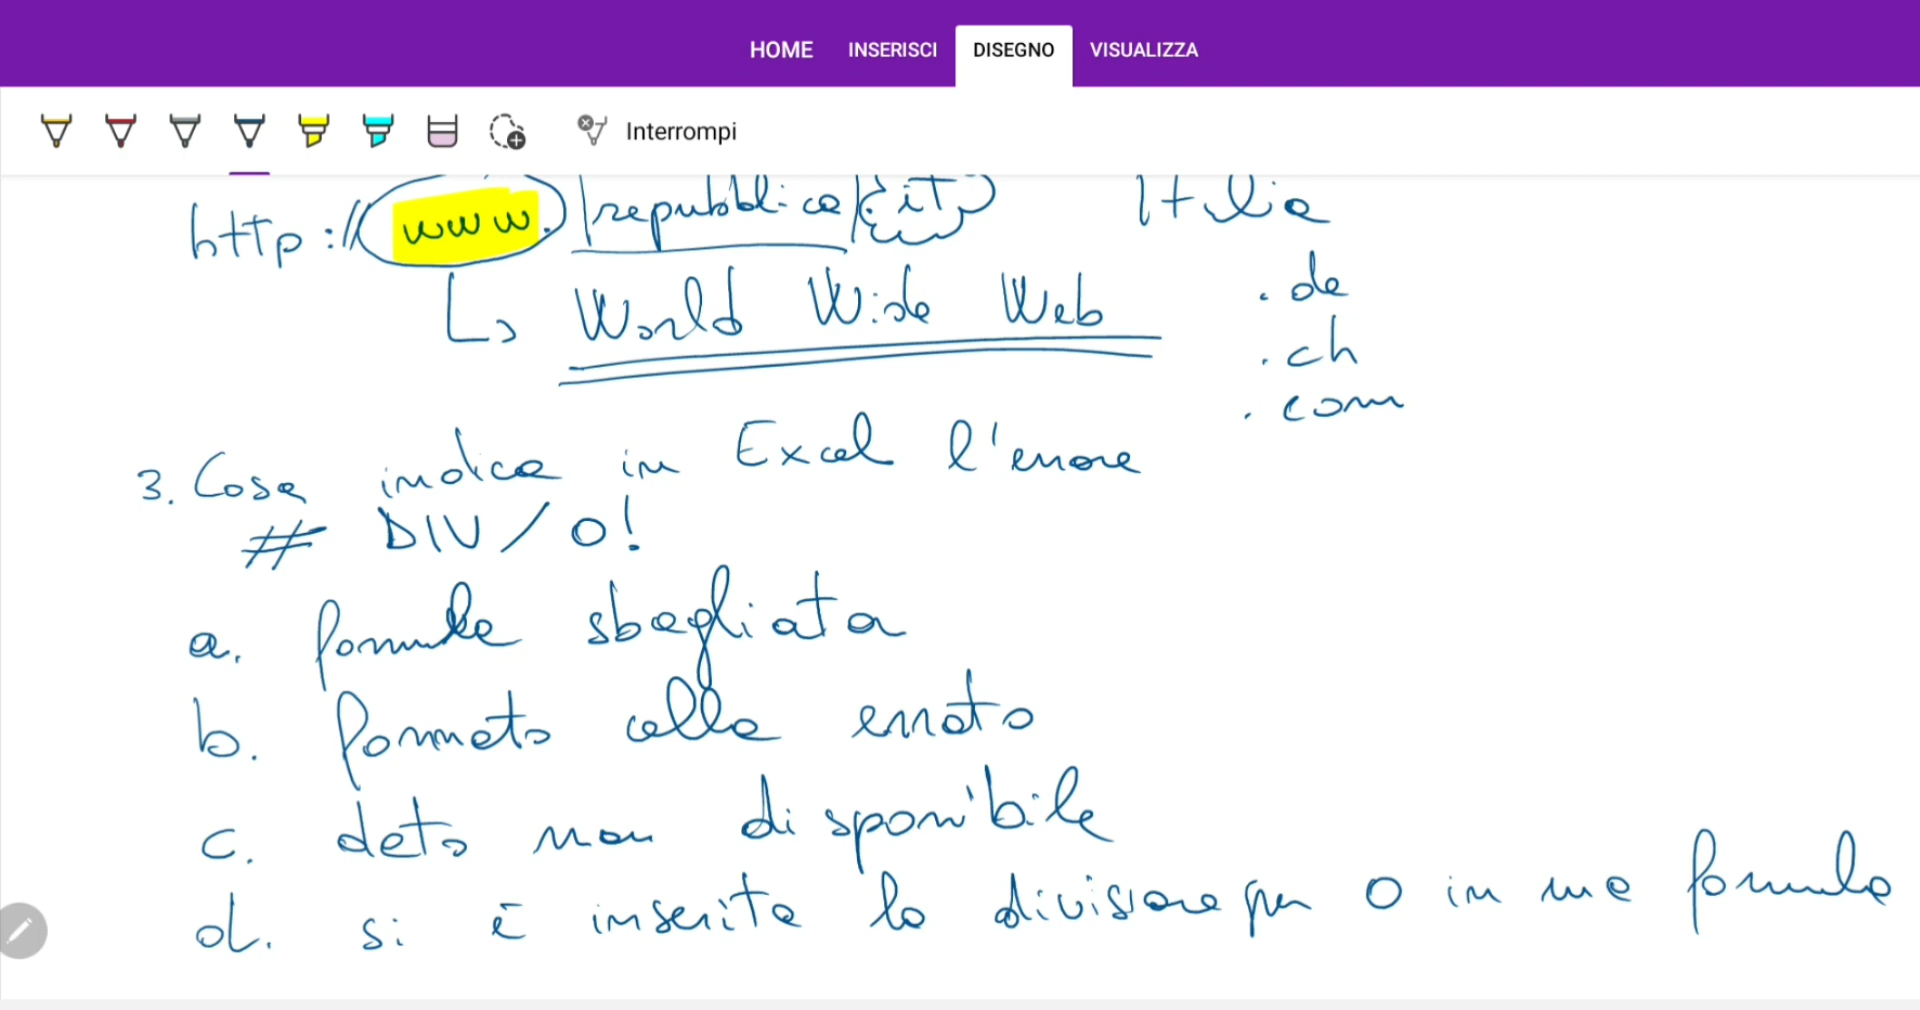 HOME INSERISCI DISEGNO VISUALIZZA
Interrompi
http://www.repubblica.it Italia
World Wide Web .de
.ch
.com
3. Cosa indica in Excel l'errore
# DIV/0!
a. formula sbagliata
b. formato cella errato
c. dato non disponibile
d. si è inserita la divisione per 0 in una formula